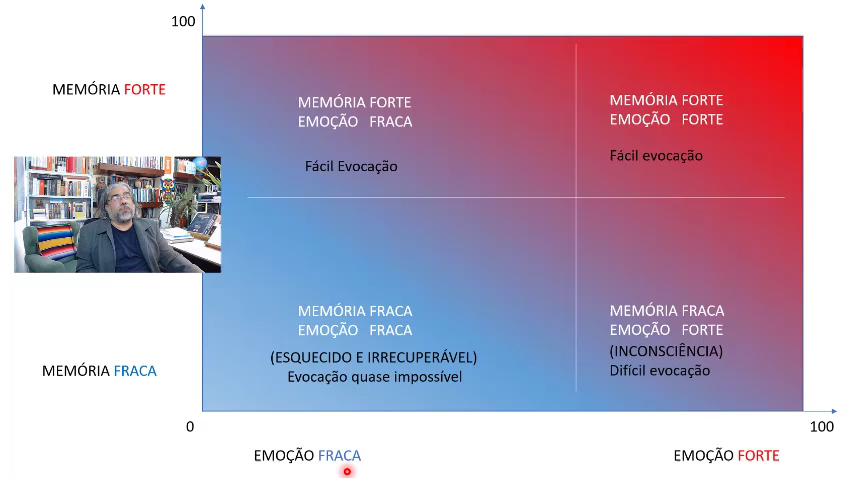 100
MEMÓRIA FORTE
MEMÓRIA FORTE
EMOÇÃO FRACA
Fácil Evocação
MEMÓRIA FORTE
EMOÇÃO FORTE
Fácil evocação
MEMÓRIA FRACA
EMOÇÃO FRACA
(ESQUECIDO E IRRECUPERÁVEL)
Evocação quase impossível
MEMÓRIA FRACA
EMOÇÃO FORTE
(INCONSCIÊNCIA)
Difícil evocação
MEMÓRIA FRACA
0
100
EMOÇÃO FRACA
EMOÇÃO FORTE